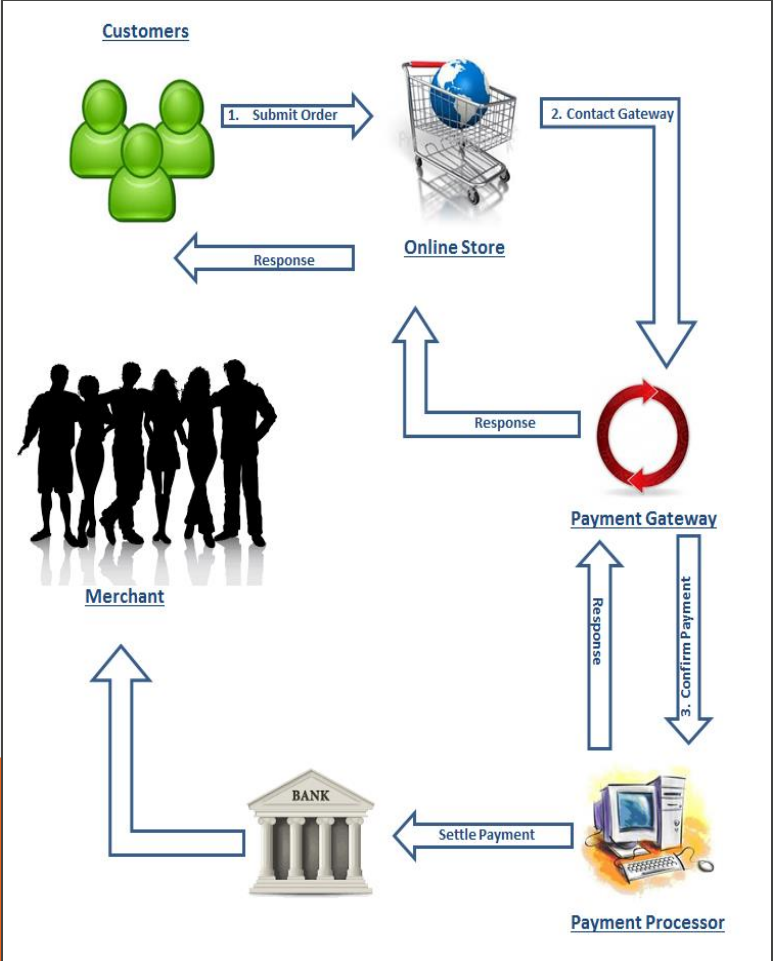 Customers
1. Submit Order
2. Contact Gateway
Online Store
Response
Response
Payment Gateway
Merchant
Response
3. Confirm Payment
BANK
Settle Payment
Payment Processor